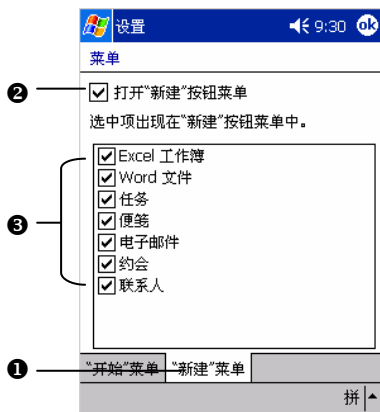 设置 9:30 ok
菜单
❷ 打开“新建”按钮菜单
选中项出现在“新建”按钮菜单中。
Excel 工作簿
Word 文件
任务
❸ 便笺
电子邮件
约会
联系人
❶ “开始”菜单 “新建”菜单
拼